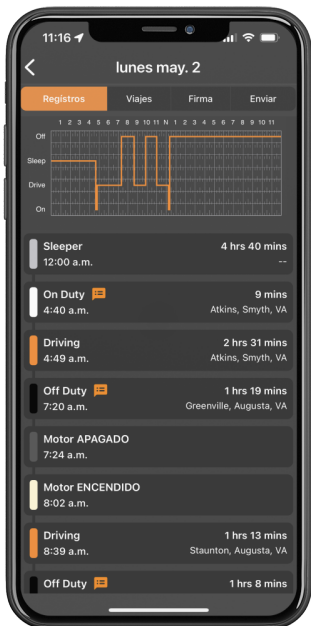 11:16
lunes may. 2
Registros Viajes Firma Enviar
1 2 3 4 5 6 7 8 9 10 11 N 1 2 3 4 5 6 7 8 9 10 11
Off
Sleep
Drive
On
Sleeper 4 hrs 40 mins
12:00 a.m. --
On Duty 9 mins
4:40 a.m. Atkins, Smyth, VA
Driving 2 hrs 31 mins
4:49 a.m. Atkins, Smyth, VA
Off Duty 1 hrs 19 mins
7:20 a.m. Greenville, Augusta, VA
Motor APAGADO
7:24 a.m.
Motor ENCENDIDO
8:02 a.m.
Driving 1 hrs 13 mins
8:39 a.m. Staunton, Augusta, VA
Off Duty 1 hrs 8 mins